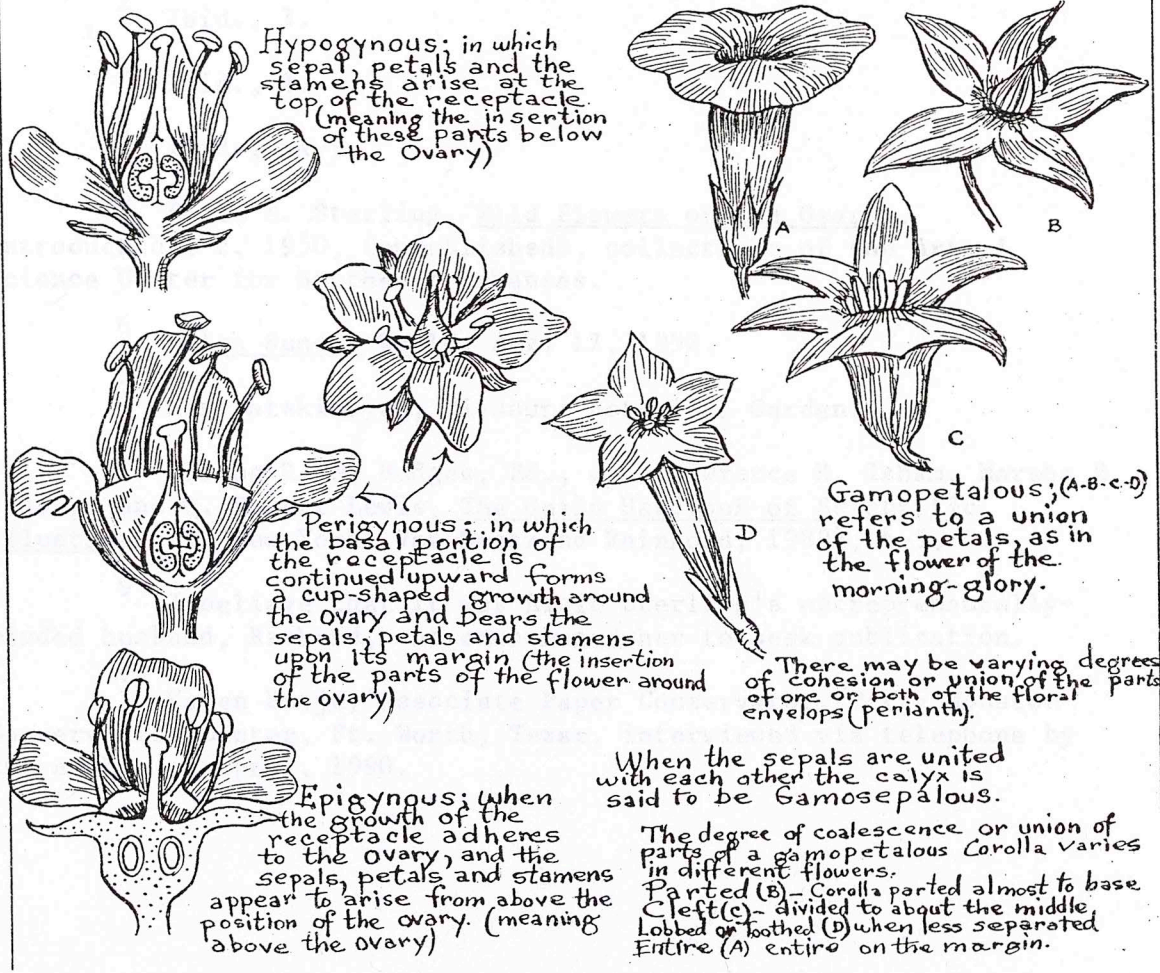 Hypogynous; in which
sepal, petals and the
stamens arise at the
top of the receptacle.
(meaning the insertion
of these parts below
the Ovary)
A
B
C
D
Perigynous; in which
the basal portion of
the receptacle is
continued upward forms
cup-shaped growth around
the ovary and bears the
sepals, petals and stamens
upon its margin (the insertion
of the parts of the flower around
the ovary)
Gamopetalous; (A-B-C-D)
refers to a union
of the petals, as in
the flower of the
morning-glory.
There may be varying degrees
of cohesion or union of the parts
of one or both of the floral
envelops (perianth).
When the sepals are united
with each other the calyx is
said to be Gamosepalous.
Epigynous; when
the growth of the
receptacle adheres
to the ovary, and the
sepals, petals and stamens
appear to arise from above the
position of the ovary. (meaning
above the ovary)
The degree of coalescence or union of
parts of a gamopetalous Corolla varies
in different flowers.
Parted (B) - Corolla parted almost to base
Cleft (C) - divided to about the middle
Lobbed or Toothed (D) when less separated
Entire (A) entire on the margin.